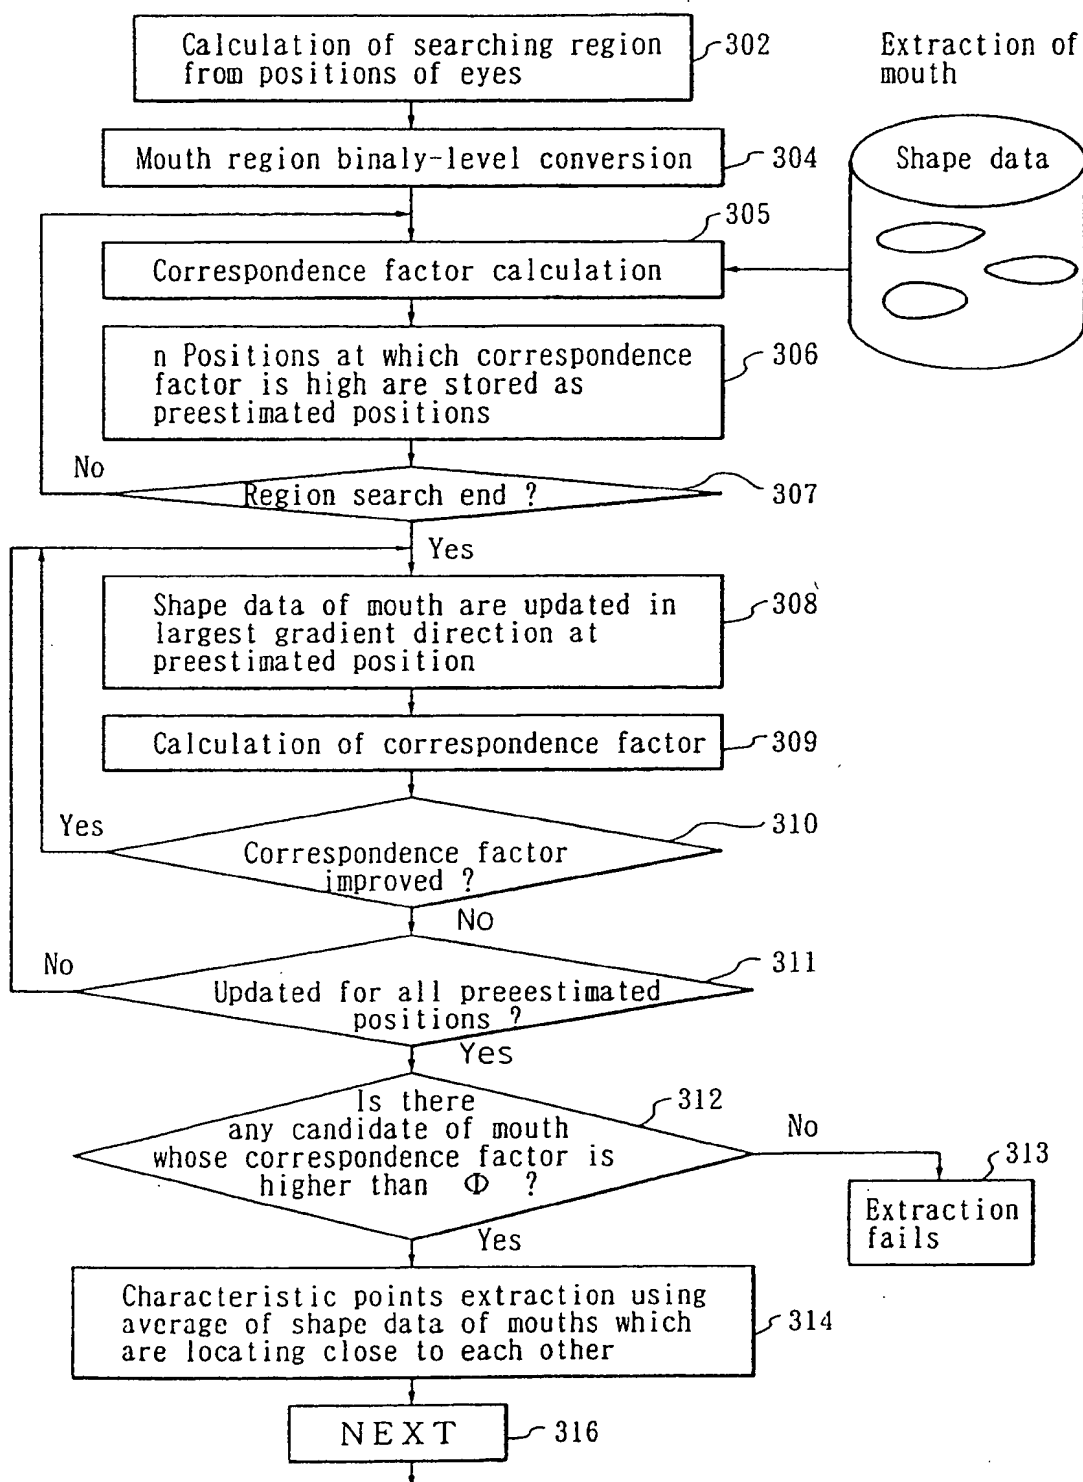 Calculation of searching region
from positions of eyes
302
Extraction of
mouth
Mouth region binaly-level conversion
304
Shape data
305
Correspondence factor calculation
n Positions at which correspondence
factor is high are stored as
preestimated positions
306
No
Region search end ?
307
Yes
Shape data of mouth are updated in
largest gradient direction at
preestimated position
308
Calculation of correspondence factor
309
Yes
310
Correspondence factor
improved ?
No
No
311
Updated for all preeestimated
positions ?
Yes
Is there
any candidate of mouth
whose correspondence factor is
higher than Φ ?
312
No
313
Extraction
fails
Yes
Characteristic points extraction using
average of shape data of mouths which
are locating close to each other
314
NEXT
316